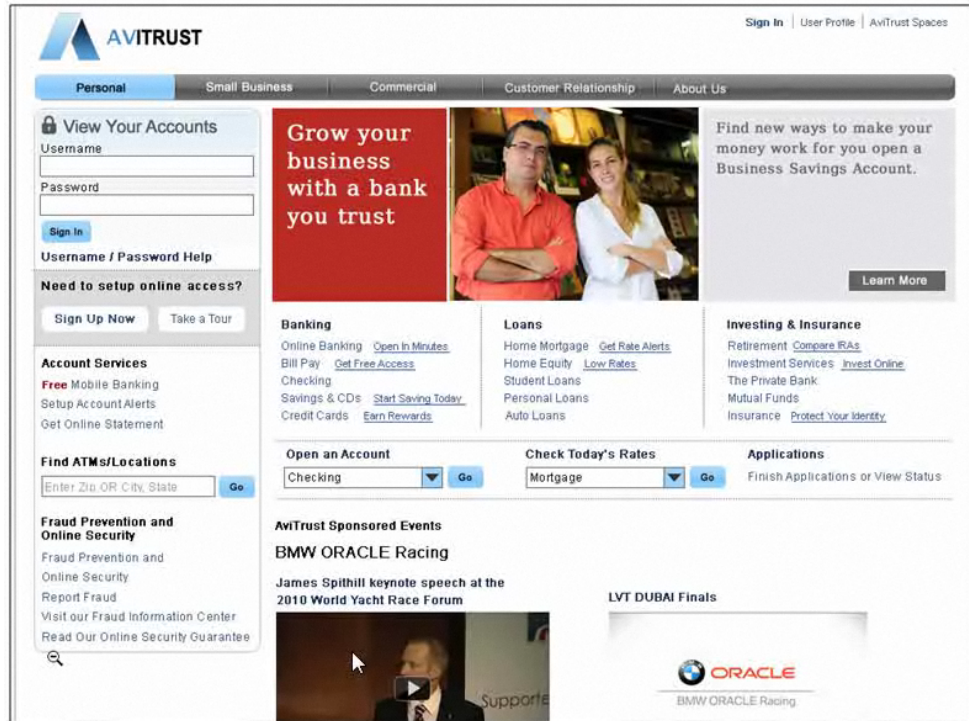 AVITRUST
Sign In | User Profile | AviTrust Spaces
Personal
Small Business
Commercial
Customer Relationship
About Us
View Your Accounts
Username
Password
Sign In
Username / Password Help
Need to setup online access?
Sign Up Now
Take a Tour
Account Services
Free Mobile Banking
Setup Account Alerts
Get Online Statement
Find ATMs/Locations
Enter Zip OR City, State
Go
Fraud Prevention and
Online Security
Fraud Prevention and
Online Security
Report Fraud
Visit our Fraud Information Center
Read Our Online Security Guarantee
Grow your
business
with a bank
you trust
Find new ways to make your
money work for you open a
Business Savings Account.
Learn More
Banking
Online Banking Open In Minutes
Bill Pay Get Free Access
Checking
Savings & CDs Start Saving Today
Credit Cards Earn Rewards
Loans
Home Mortgage Get Rate Alerts
Home Equity Low Rates
Student Loans
Personal Loans
Auto Loans
Investing & Insurance
Retirement Compare IRAs
Investment Services Invest Online
The Private Bank
Mutual Funds
Insurance Protect Your Identity
Open an Account
Checking
Go
Check Today's Rates
Mortgage
Go
Applications
Finish Applications or View Status
AviTrust Sponsored Events
BMW ORACLE Racing
James Spithill keynote speech at the
2010 World Yacht Race Forum
Supporte
LVT DUBAI Finals
ORACLE
BMW ORACLE Racing